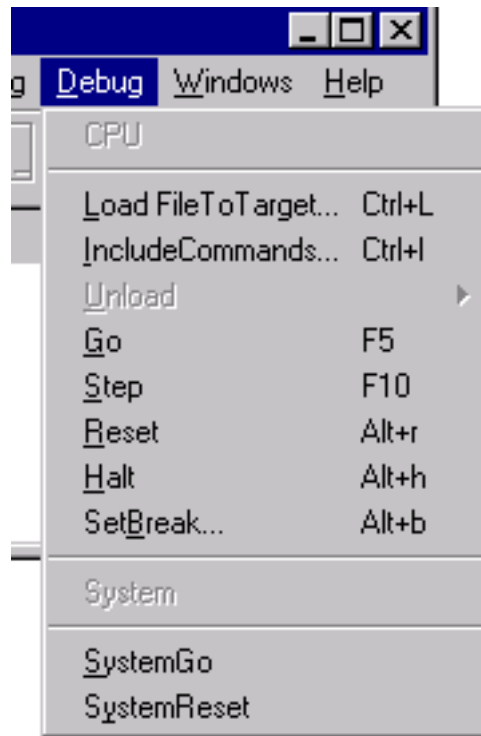 g Debug Windows Help
CPU
Load FileToTarget... Ctrl+L
IncludeCommands... Ctrl+I
Unload
Go F5
Step F10
Reset Alt+r
Halt Alt+h
SetBreak... Alt+b
System
SystemGo
SystemReset